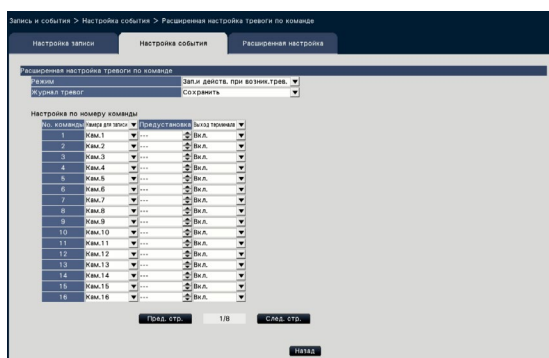 Запись и события > Настройка события > Расширенная настройка тревоги по команде
Настройка записи Настройка события Расширенная настройка
Расширенная настройка тревоги по команде
Режим Зап.и действ. при возник.трев.
Журнал тревог Сохранить
Настройка по номеру команды
No. команды Камера для записи Предустановка Выход терминала
1 Кам.1 --- Вкл.
2 Кам.2 --- Вкл.
3 Кам.3 --- Вкл.
4 Кам.4 --- Вкл.
5 Кам.5 --- Вкл.
6 Кам.6 --- Вкл.
7 Кам.7 --- Вкл.
8 Кам.8 --- Вкл.
9 Кам.9 --- Вкл.
10 Кам.10 --- Вкл.
11 Кам.11 --- Вкл.
12 Кам.12 --- Вкл.
13 Кам.13 --- Вкл.
14 Кам.14 --- Вкл.
15 Кам.15 --- Вкл.
16 Кам.16 --- Вкл.
Пред. стр. 1/8 След. стр.
Назад